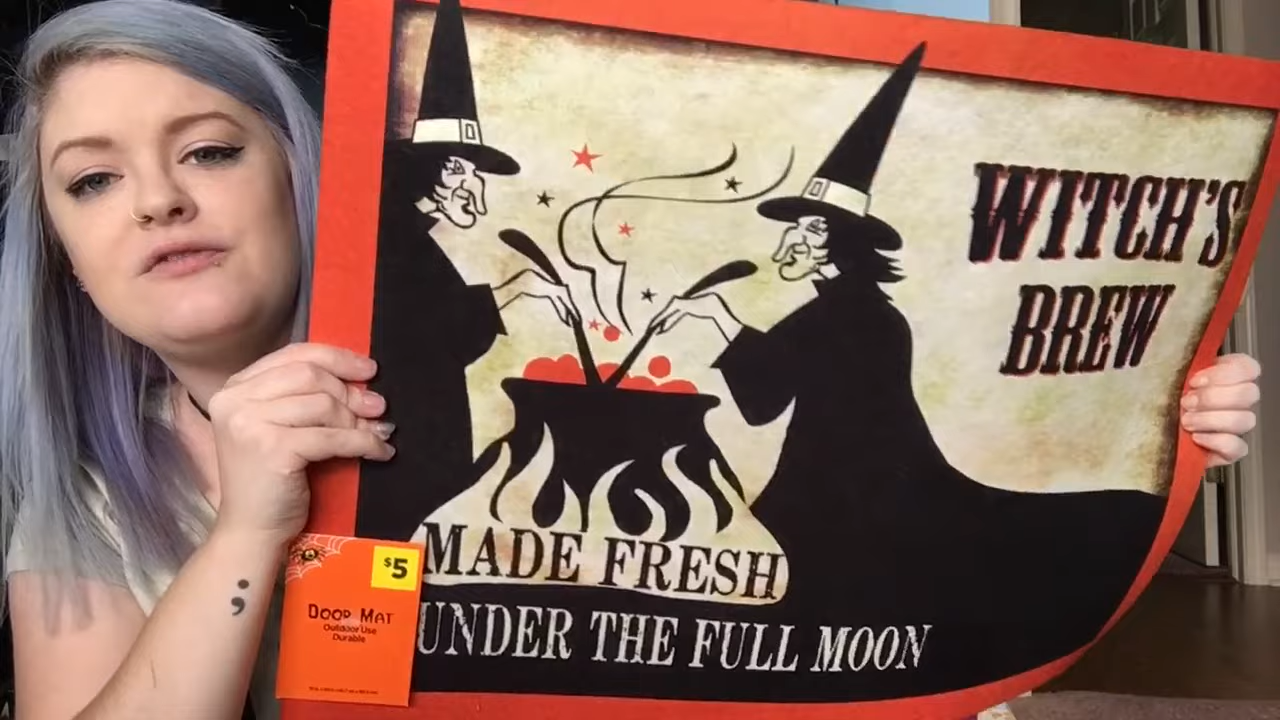 WITCH'S
BREW
MADE FRESH
UNDER THE FULL MOON
$5
DOOR MAT
Outdoor Use
Durable